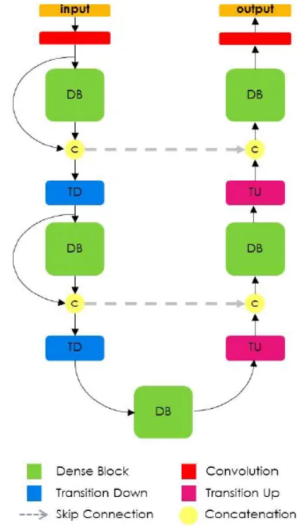 input output
DB DB
C C
TD TU
DB DB
C C
TD TU
DB
Dense Block Convolution
Transition Down Transition Up
Skip Connection Concatenation